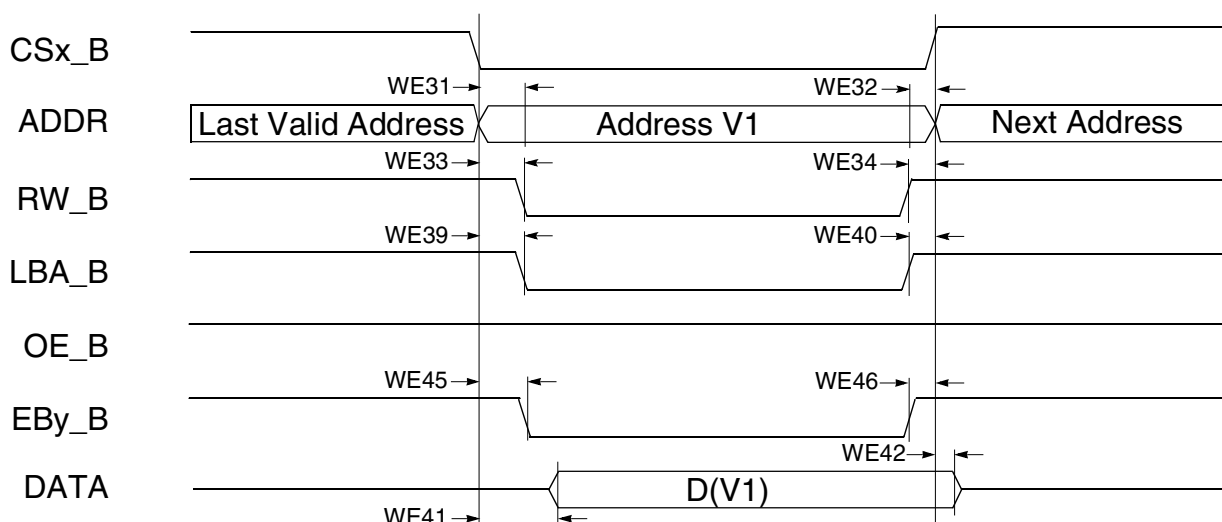 CSx_B
WE31
WE32
ADDR
Last Valid Address
Address V1
Next Address
WE33
WE34
RW_B
WE39
WE40
LBA_B
OE_B
WE45
WE46
EBy_B
WE42
DATA
D(V1)
WE41